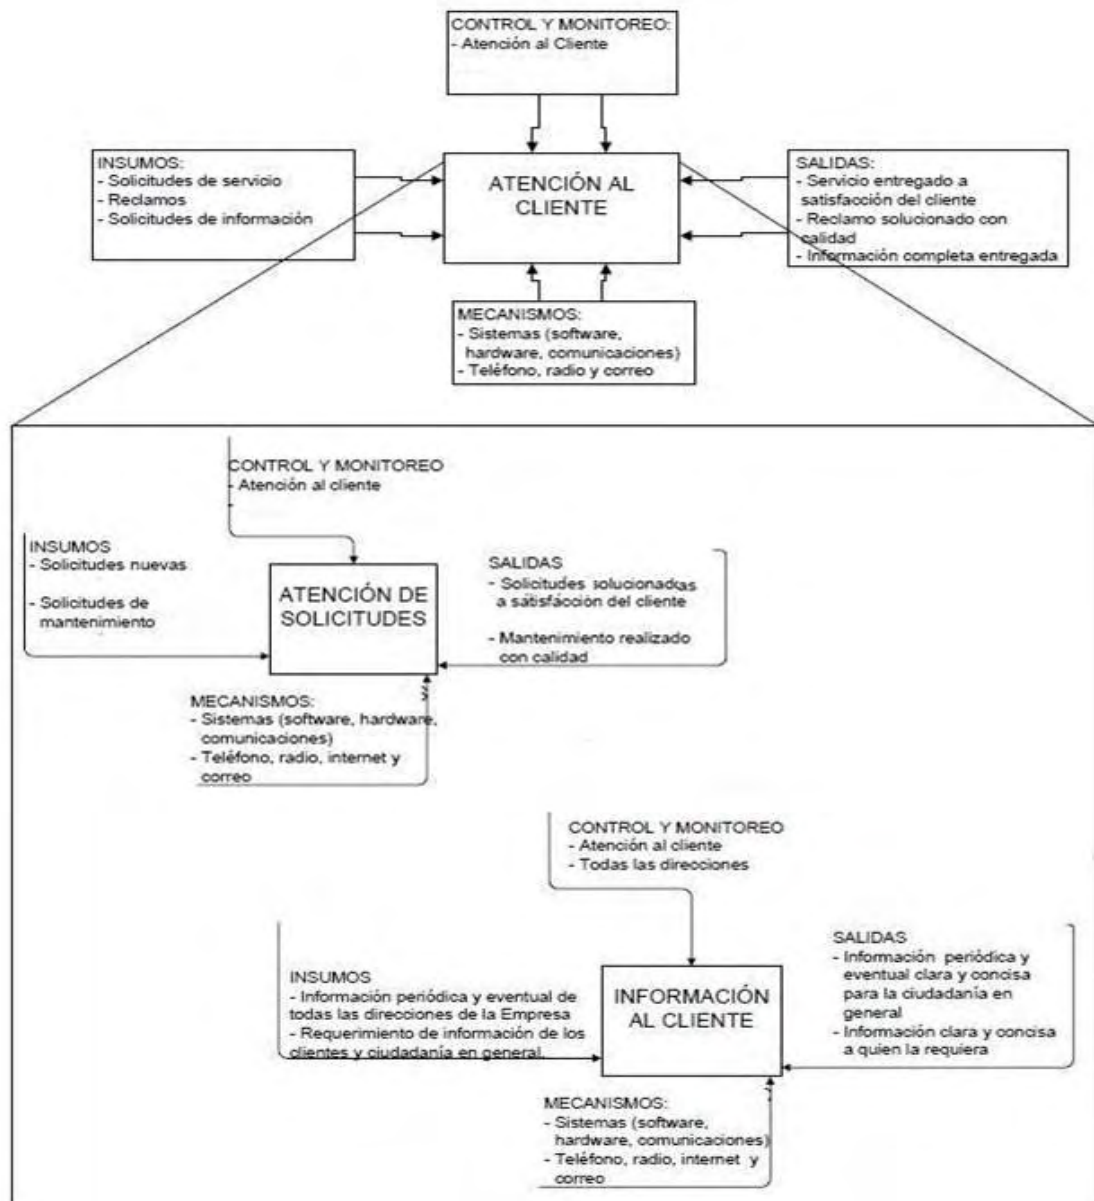 CONTROL Y MONITOREO:
- Atención al Cliente
INSUMOS:
- Solicitudes de servicio
- Reclamos
- Solicitudes de información
ATENCIÓN AL
CLIENTE
SALIDAS:
- Servicio entregado a
satisfacción del cliente
- Reclamo solucionado con
calidad
- Información completa entregada
MECANISMOS:
- Sistemas (software,
hardware, comunicaciones)
- Teléfono, radio y correo
CONTROL Y MONITOREO
- Atención al cliente
-
INSUMOS
- Solicitudes nuevas
- Solicitudes de
mantenimiento
ATENCIÓN DE
SOLICITUDES
SALIDAS
- Solicitudes solucionadas
a satisfacción del cliente
- Mantenimiento realizado
con calidad
MECANISMOS:
- Sistemas (software, hardware,
comunicaciones)
- Teléfono, radio, internet y
correo
CONTROL Y MONITOREO
- Atención al cliente
- Todas las direcciones
INSUMOS
- Información periódica y eventual de
todas las direcciones de la Empresa
- Requerimiento de información de los
clientes y ciudadanía en general.
INFORMACIÓN
AL CLIENTE
SALIDAS
- Información periódica y
eventual clara y concisa
para la ciudadanía en
general
- Información clara y concisa
a quien la requiera
MECANISMOS:
- Sistemas (software,
hardware, comunicaciones)
- Teléfono, radio, internet y
correo